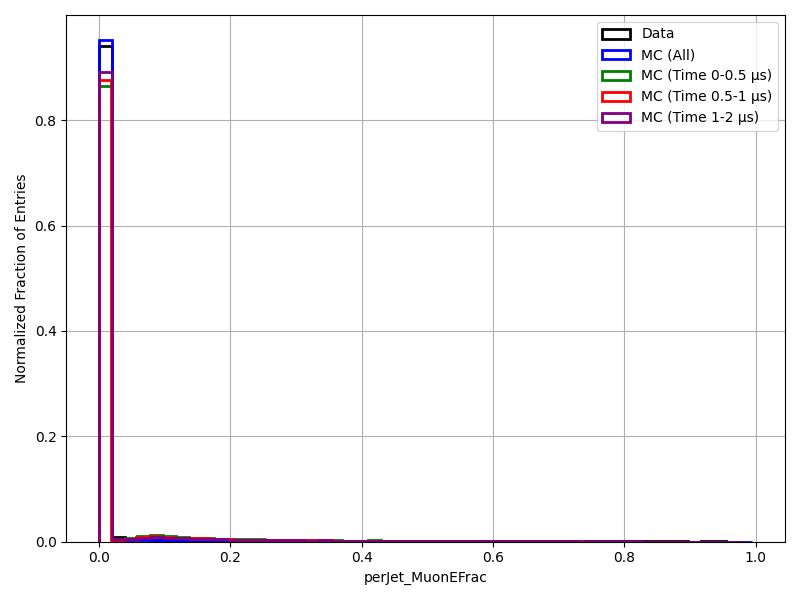 Data
MC (All)
MC (Time 0-0.5 µs)
MC (Time 0.5-1 µs)
MC (Time 1-2 µs)
Normalized Fraction of Entries
0.8
0.6
0.4
0.2
0.0
0.0 0.2 0.4 0.6 0.8 1.0
perJet_MuonEFrac